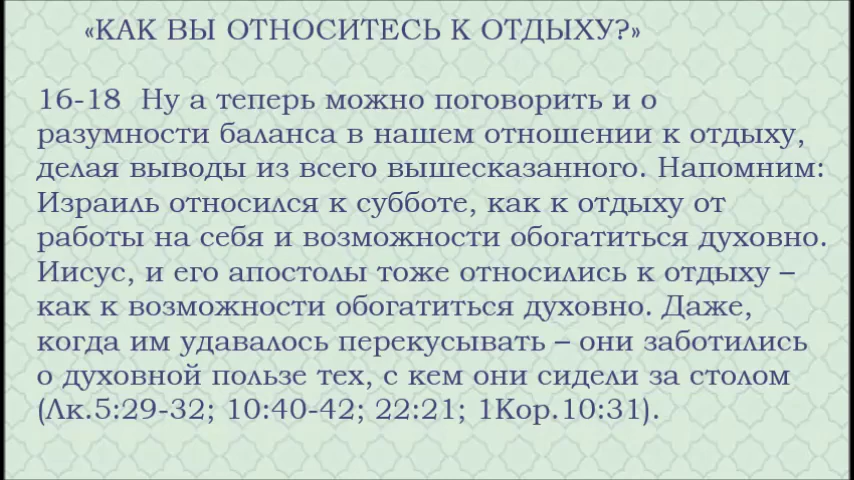 «КАК ВЫ ОТНОСИТЕСЬ К ОТДЫХУ?»
16-18 Ну а теперь можно поговорить и о
разумности баланса в нашем отношении к отдыху,
делая выводы из всего вышесказанного. Напомним:
Израиль относился к субботе, как к отдыху от
работы на себя и возможности обогатиться духовно.
Иисус, и его апостолы тоже относились к отдыху –
как к возможности обогатиться духовно. Даже,
когда им удавалось перекусывать – они заботились
о духовной пользе тех, с кем они сидели за столом
(Лк.5:29-32; 10:40-42; 22:21; 1Кор.10:31).